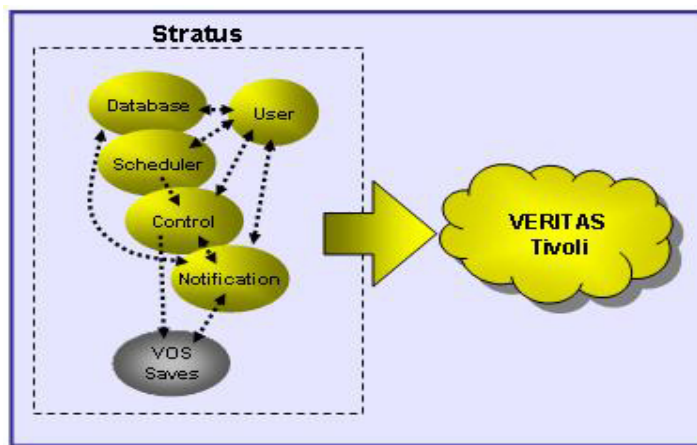 Stratus
Database
User
Scheduler
Control
Notification
VOS
Saves
VERITAS
Tivoli